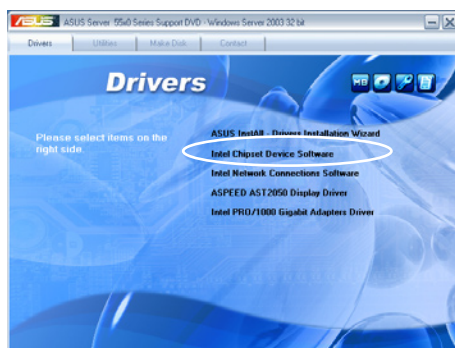 ASUS ASUS Server 55x0 Series Support DVD - Windows Server 2003 32 bit
Drivers Utilities Make Disk Contact
Drivers
MB
Please select items on the right side.
ASUS InstAll - Drivers Installation Wizard
Intel Chipset Device Software
Intel Network Connections Software
ASPEED AST2050 Display Driver
Intel PRO/1000 Gigabit Adapters Driver